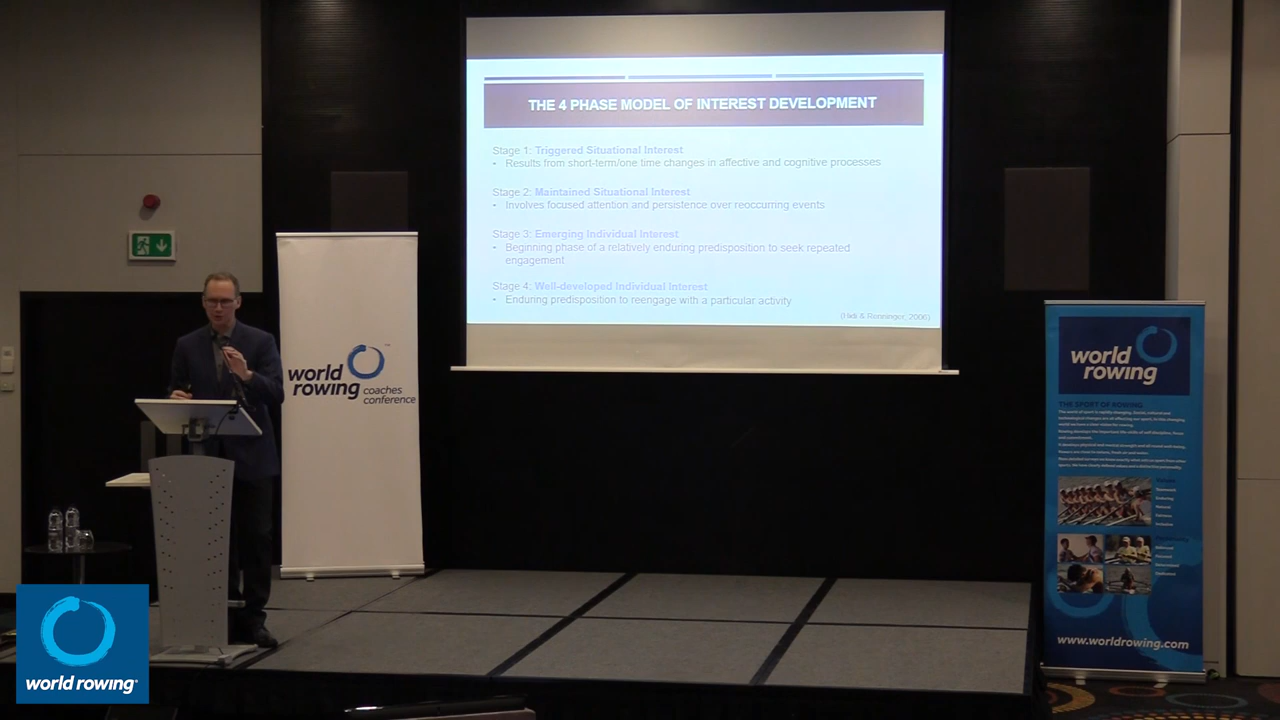 THE 4 PHASE MODEL OF INTEREST DEVELOPMENT
Stage 1: Triggered Situational Interest
- Results from short-term/one time changes in affective and cognitive processes
Stage 2: Maintained Situational Interest
- Involves focused attention and persistence over reoccurring events
Stage 3: Emerging Individual Interest
- Beginning phase of a relatively enduring predisposition to seek repeated
engagement
Stage 4: Well-developed Individual Interest
- Enduring predisposition to reengage with a particular activity
(Hidi & Renninger, 2006)
world
rowing coaches
conference
world
rowing
THE SPORT OF ROWING
www.worldrowing.com
world rowing